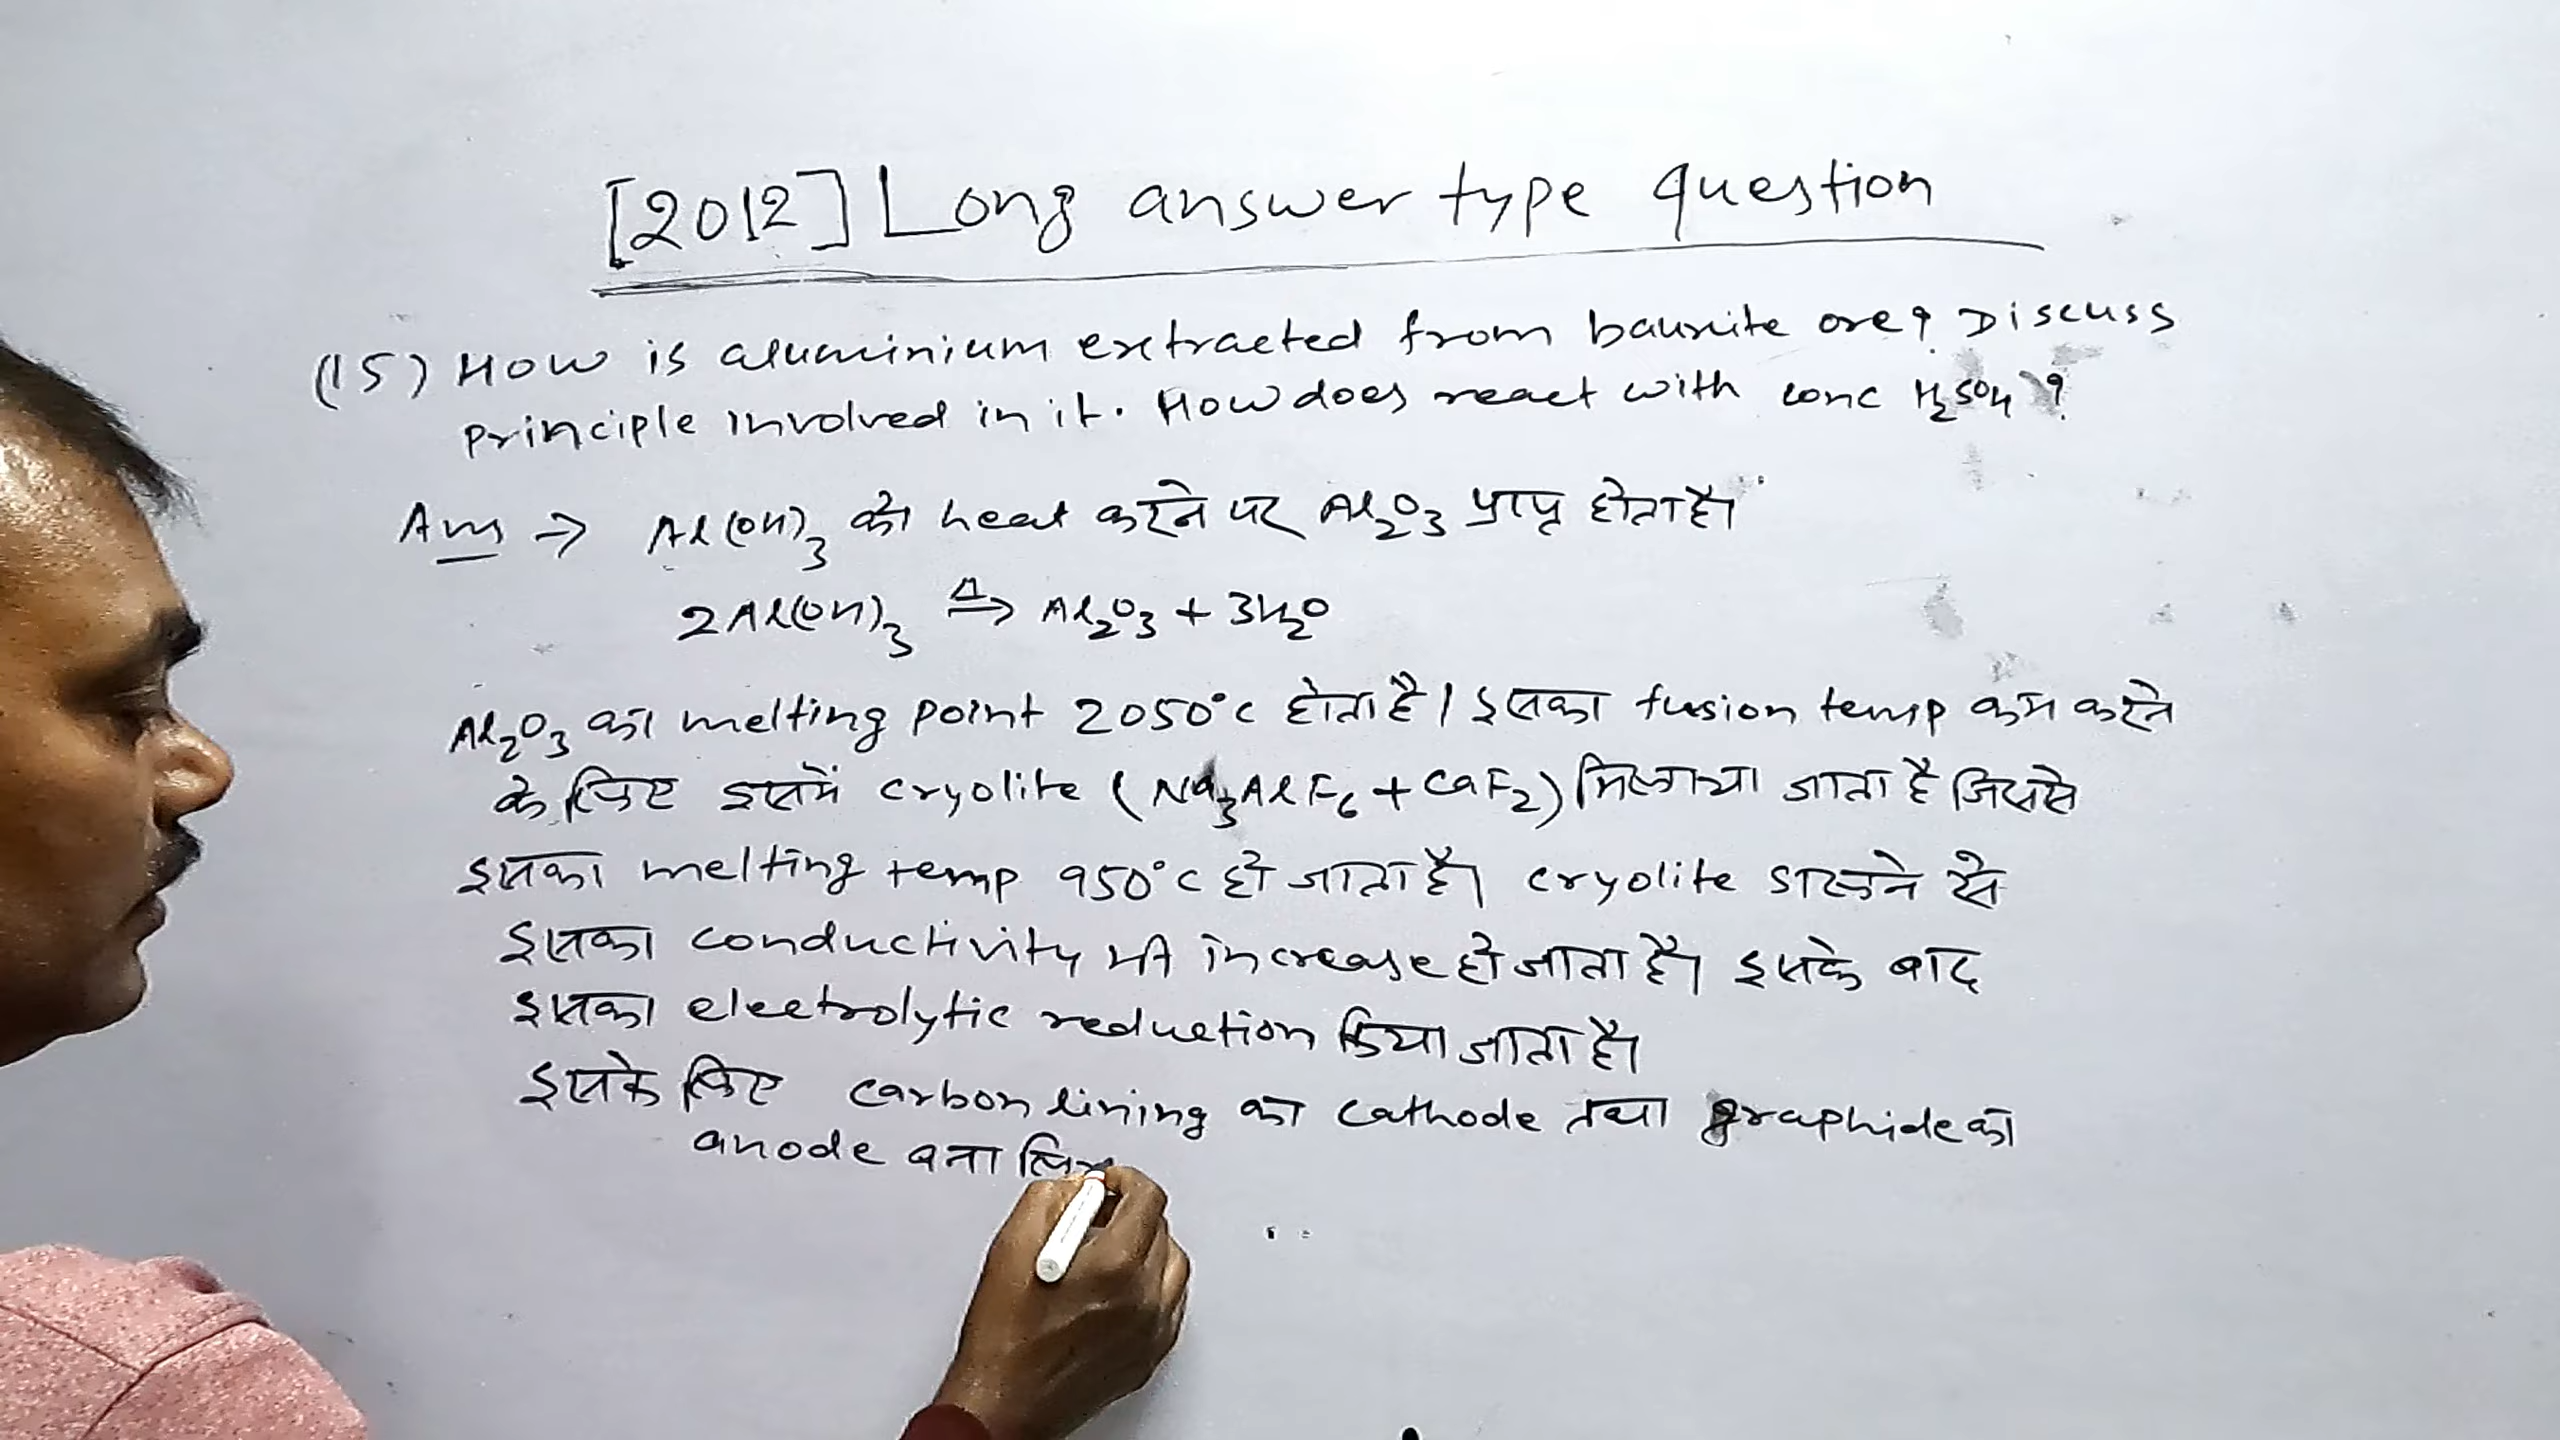 [2012] Long answer type question
(15) How is aluminium extracted from bauxite ore? Discuss
principle involved in it. How does react with conc H₂SO₄ ?
Ans → Al(OH)₃ को heat करने पर Al₂O₃ प्राप्त होता है।
2Al(OH)₃ ⟶Δ Al₂O₃ + 3H₂O
Al₂O₃ का melting point 2050°C होता है। इसका fusion temp कम करने
के लिए इसमें cryolite (Na₃AlF₆ + CaF₂) मिलाया जाता है जिससे
इसका melting temp 950°C हो जाता है। cryolite डालने से
इसका conductivity भी increase हो जाता है। इसके बाद
इसका electrolytic reduction किया जाता है।
इसके लिए carbon lining का cathode तथा graphide का
anode बना